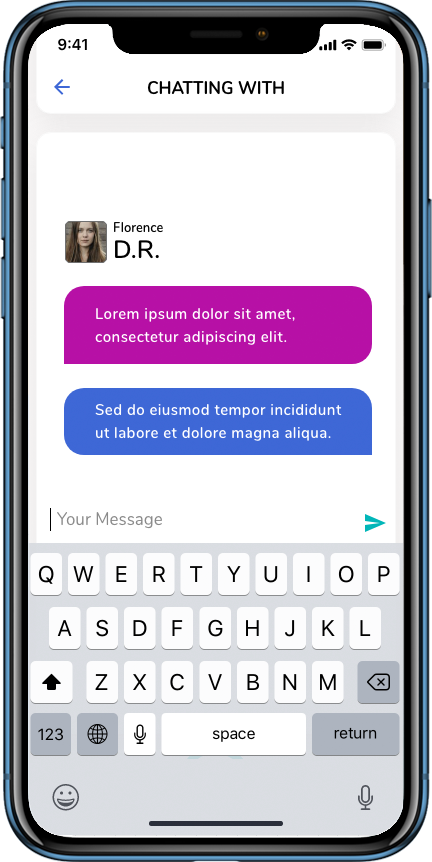 9:41
CHATTING WITH
Florence
D.R.
Lorem ipsum dolor sit amet,
consectetur adipiscing elit.
Sed do eiusmod tempor incididunt
ut labore et dolore magna aliqua.
Your Message
Q W E R T Y U I O P
A S D F G H J K L
Z X C V B N M
123 space return